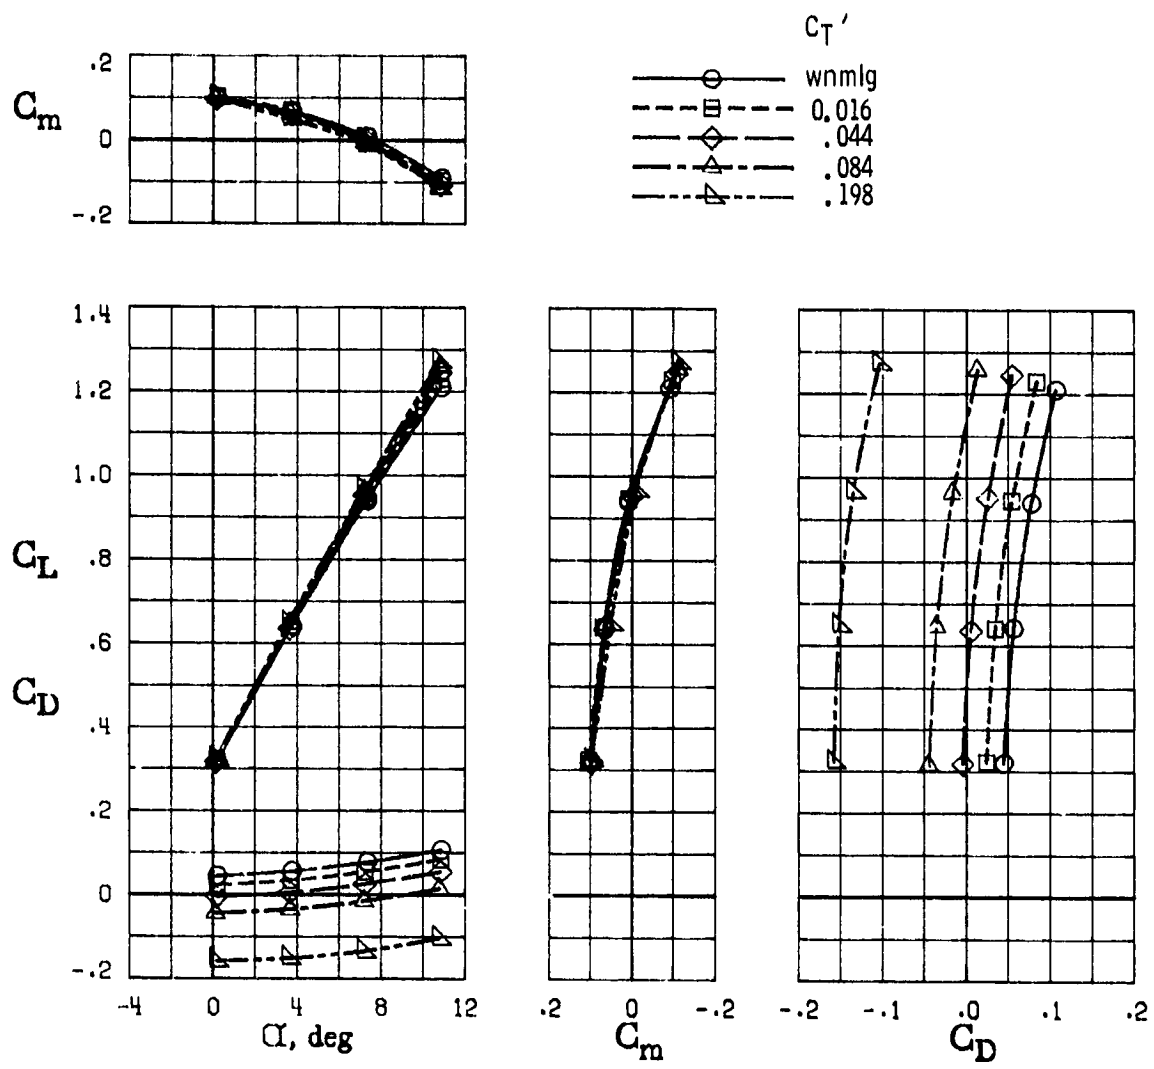 C_T'
wnmlg
0.016
.044
.084
.198
.2
C_m
0
-.2
1.4
1.2
1.0
C_L
.8
.6
C_D
.4
.2
0
-.2
-4 0 4 8 12
α, deg
.2 0 -.2
C_m
-.2 -.1 .0 .1 .2
C_D